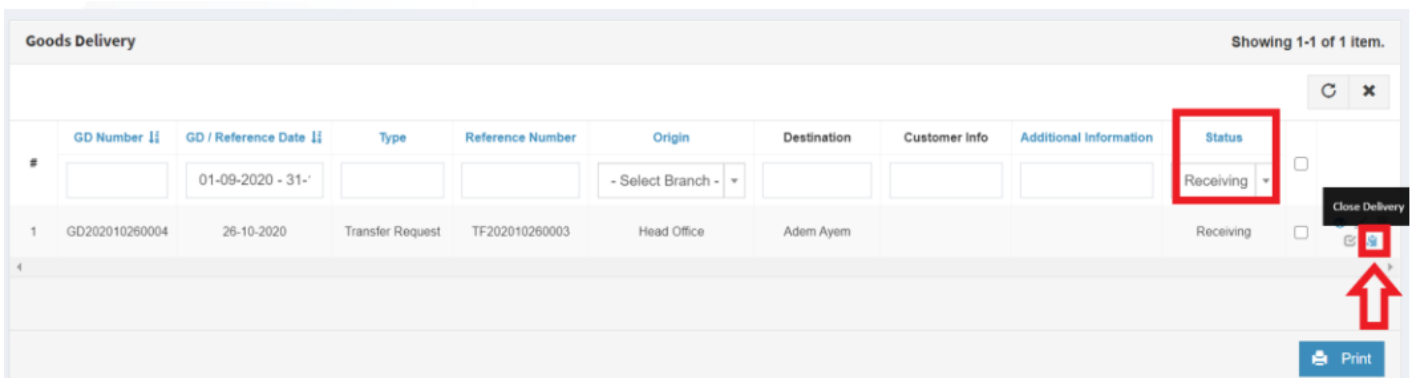 Goods Delivery
Showing 1-1 of 1 item.
GD Number GD / Reference Date Type Reference Number Origin Destination Customer Info Additional Information Status
#
01-09-2020 - 31-
- Select Branch -
Receiving
Close Delivery
1 GD202010260004 26-10-2020 Transfer Request TF202010260003 Head Office Adem Ayem Receiving
Print